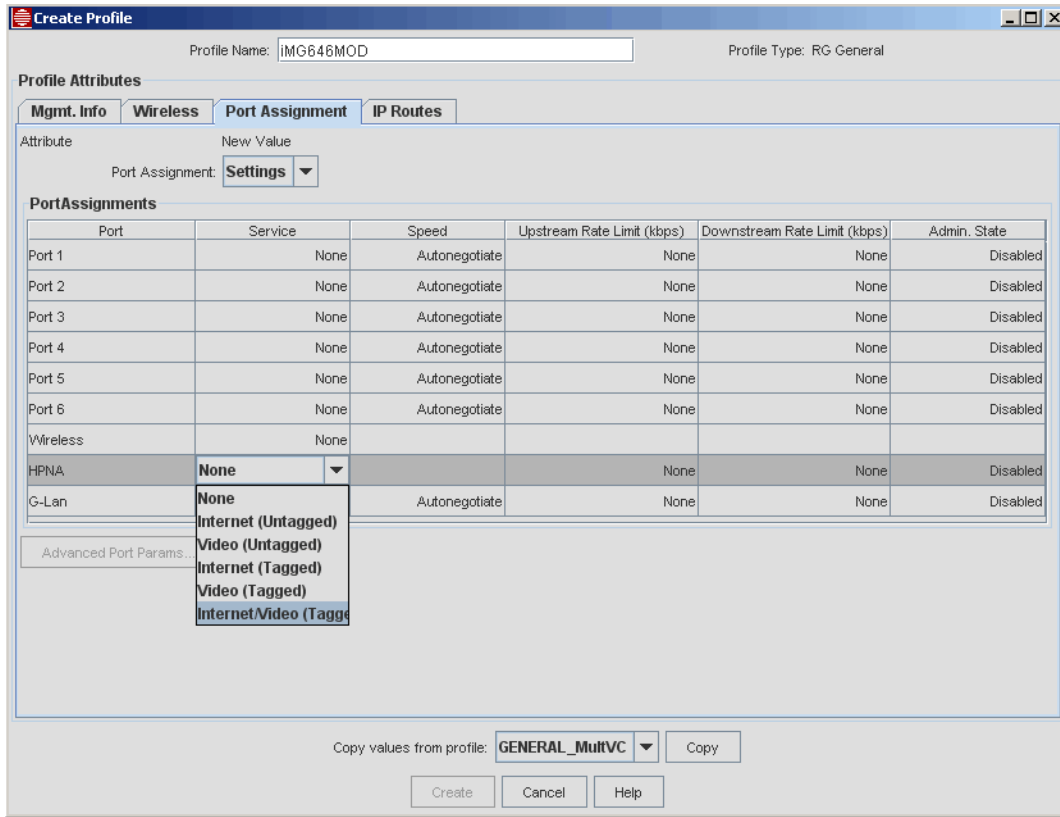 Create Profile
Profile Name: iMG646MOD Profile Type: RG General
Profile Attributes
Mgmt. Info Wireless Port Assignment IP Routes
Attribute New Value
Port Assignment: Settings
PortAssignments
Port Service Speed Upstream Rate Limit (kbps) Downstream Rate Limit (kbps) Admin. State
Port 1 None Autonegotiate None None Disabled
Port 2 None Autonegotiate None None Disabled
Port 3 None Autonegotiate None None Disabled
Port 4 None Autonegotiate None None Disabled
Port 5 None Autonegotiate None None Disabled
Port 6 None Autonegotiate None None Disabled
Wireless None
HPNA None None None Disabled
G-Lan Autonegotiate None None Disabled
None
Internet (Untagged)
Video (Untagged)
Internet (Tagged)
Video (Tagged)
Internet/Video (Tagge
Advanced Port Params...
Copy values from profile: GENERAL_MultVC Copy
Create Cancel Help